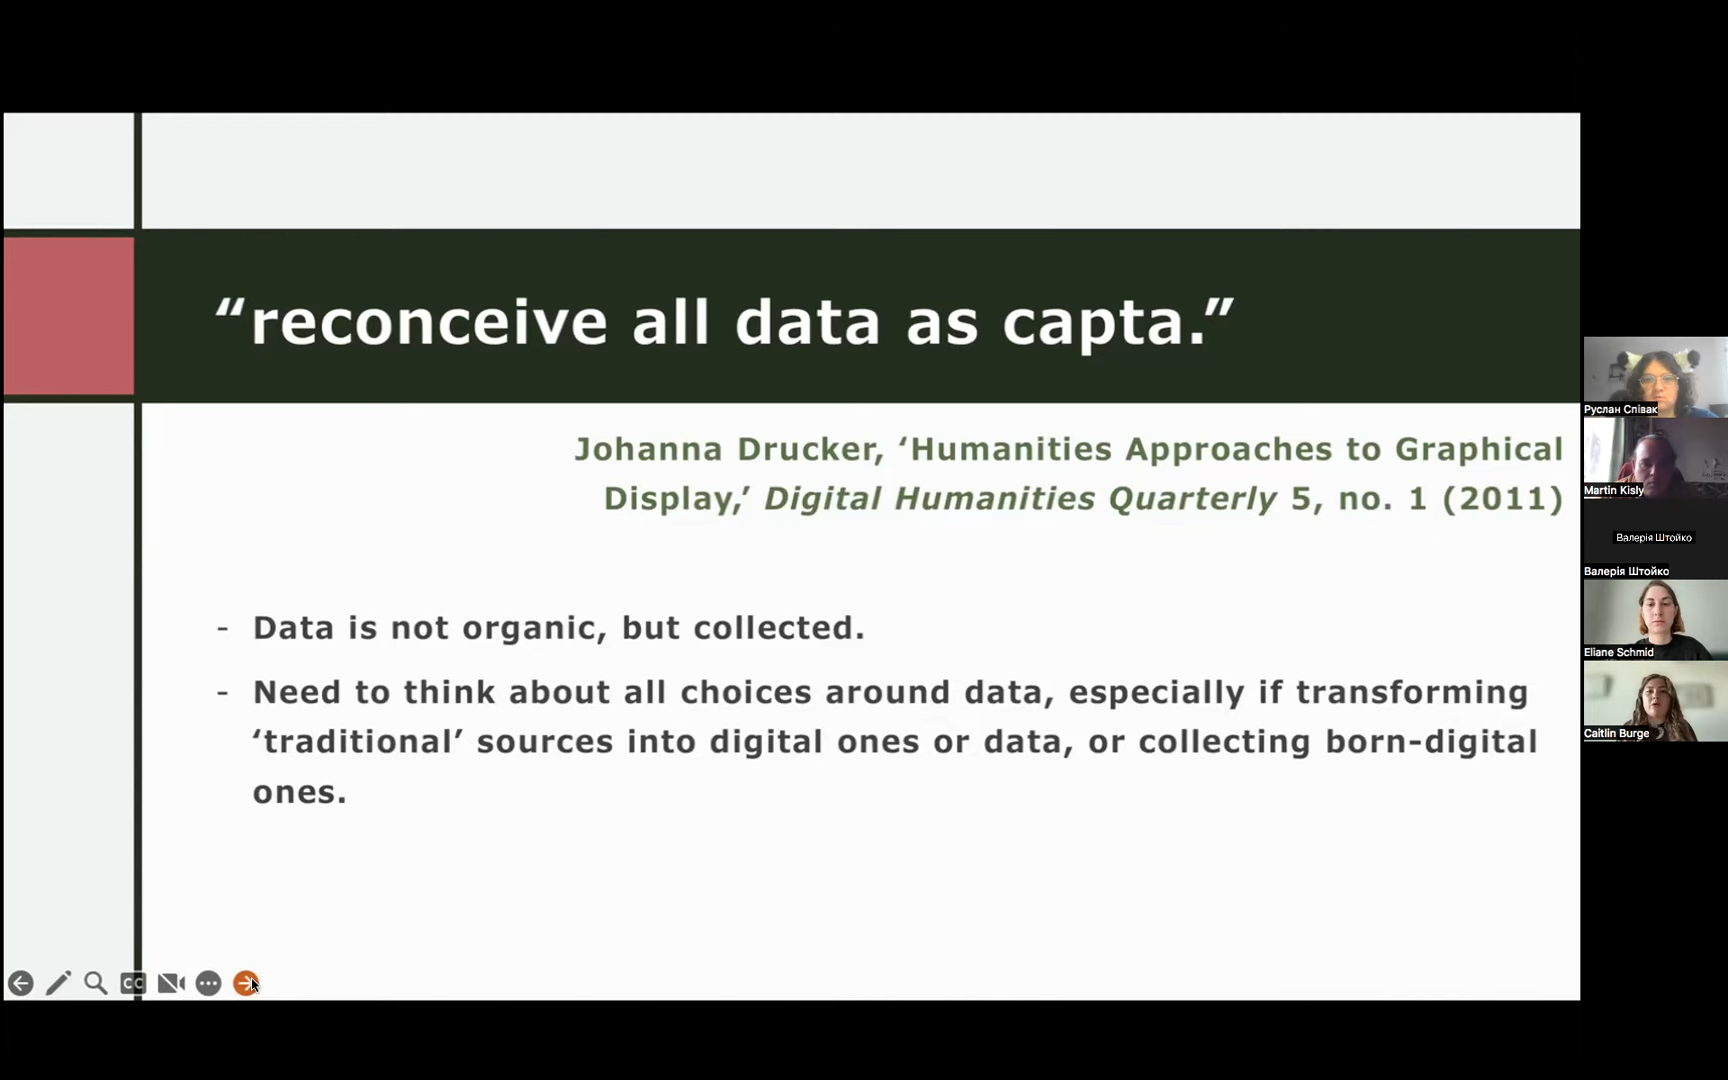 “reconceive all data as capta.”
Johanna Drucker, ‘Humanities Approaches to Graphical
Display,’ Digital Humanities Quarterly 5, no. 1 (2011)
- Data is not organic, but collected.
- Need to think about all choices around data, especially if transforming
‘traditional’ sources into digital ones or data, or collecting born-digital
ones.
CC
Руслан Співак
Martin Kisly
Валерія Штойко
Валерія Штойко
Eliane Schmid
Caitlin Burge